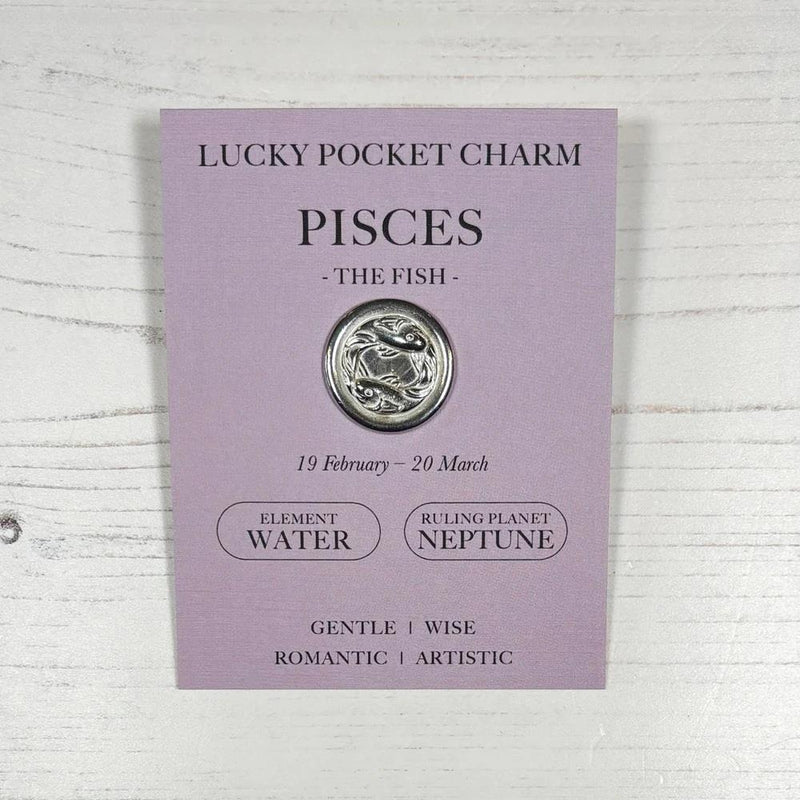 LUCKY POCKET CHARM
PISCES
- THE FISH -
19 February – 20 March
ELEMENT
WATER
RULING PLANET
NEPTUNE
GENTLE | WISE
ROMANTIC | ARTISTIC